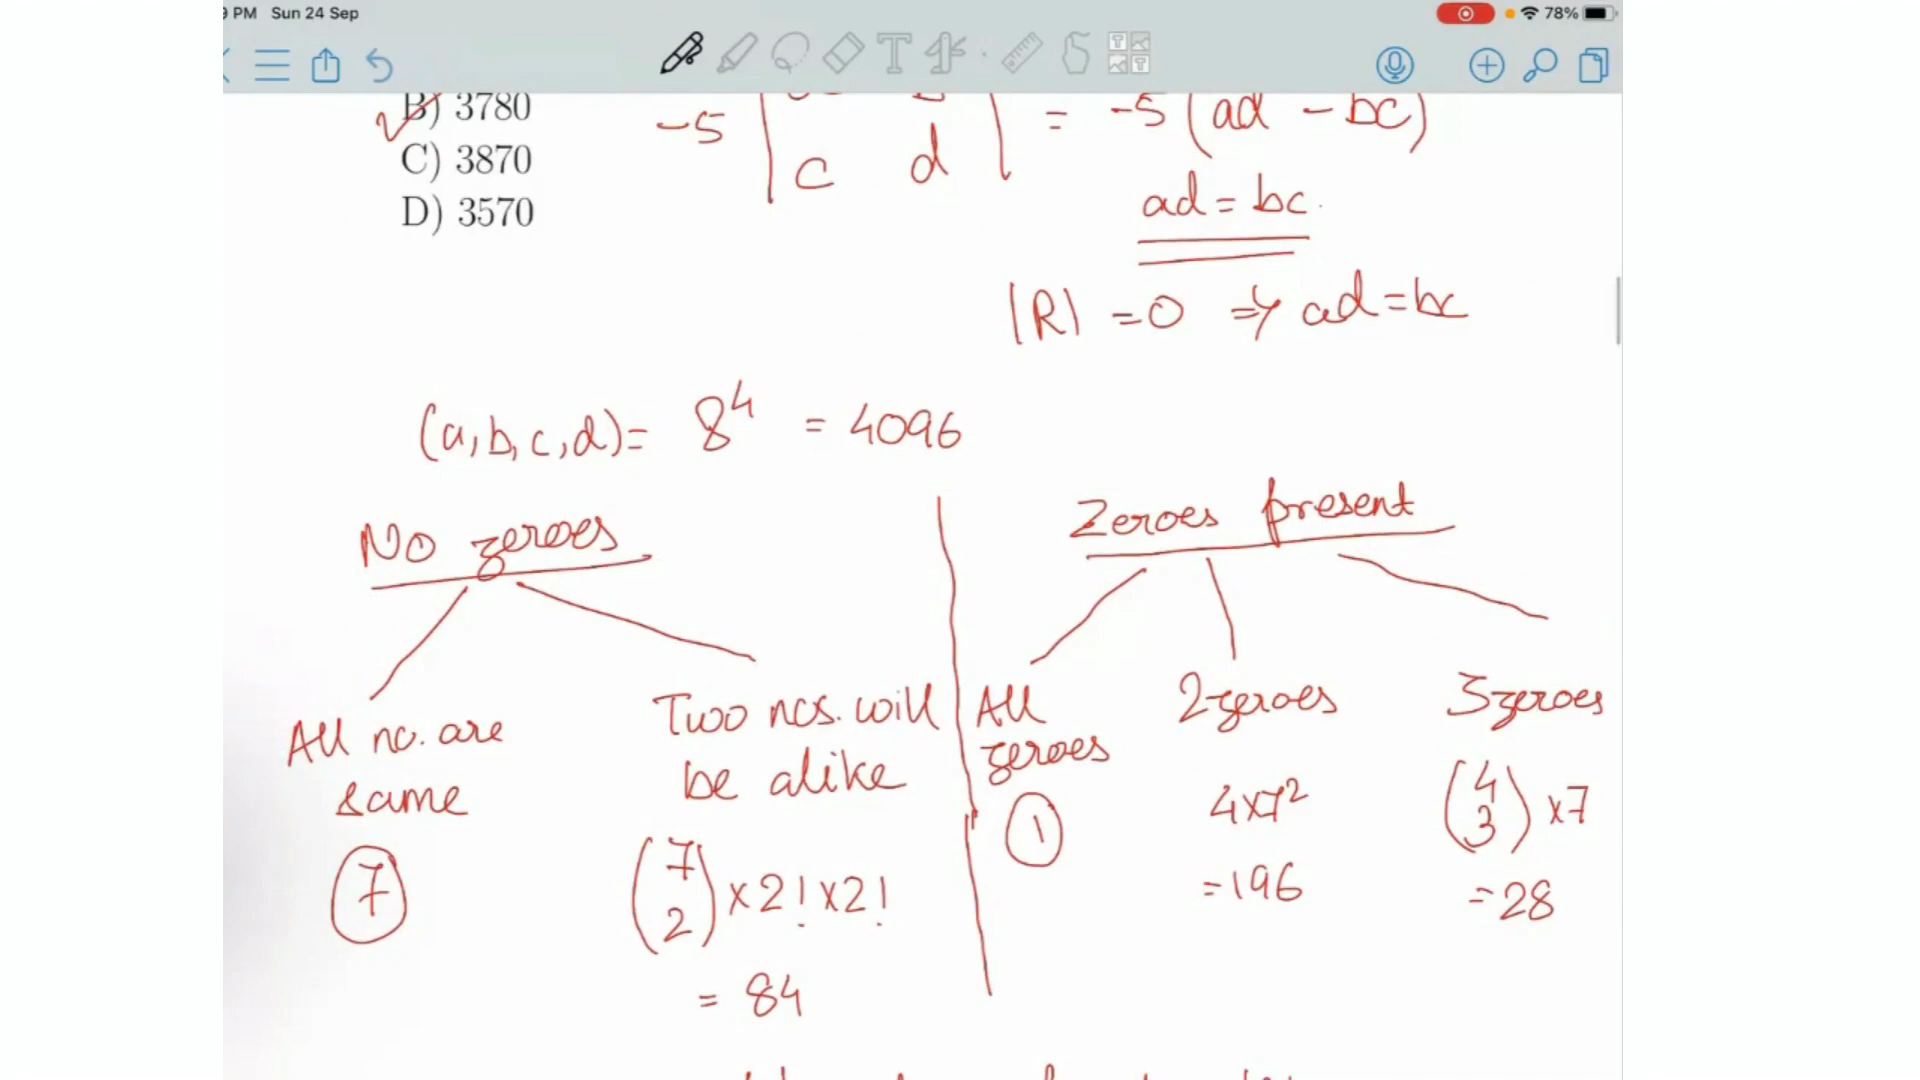 9 PM Sun 24 Sep 78%
B) 3780
C) 3870
D) 3570
-5 | c d | = -5 (ad - bc)
ad = bc.
|R| = 0 => ad = bc
(a, b, c, d) = 8^4 = 4096
No zeroes
All no. are
same
7
Two nos. will
be alike
(7 2) x 2! x 2!
= 84
Zeroes present
All
zeroes
1
2 zeroes
4x7^2
= 196
3 zeroes
(4 3) x 7
= 28